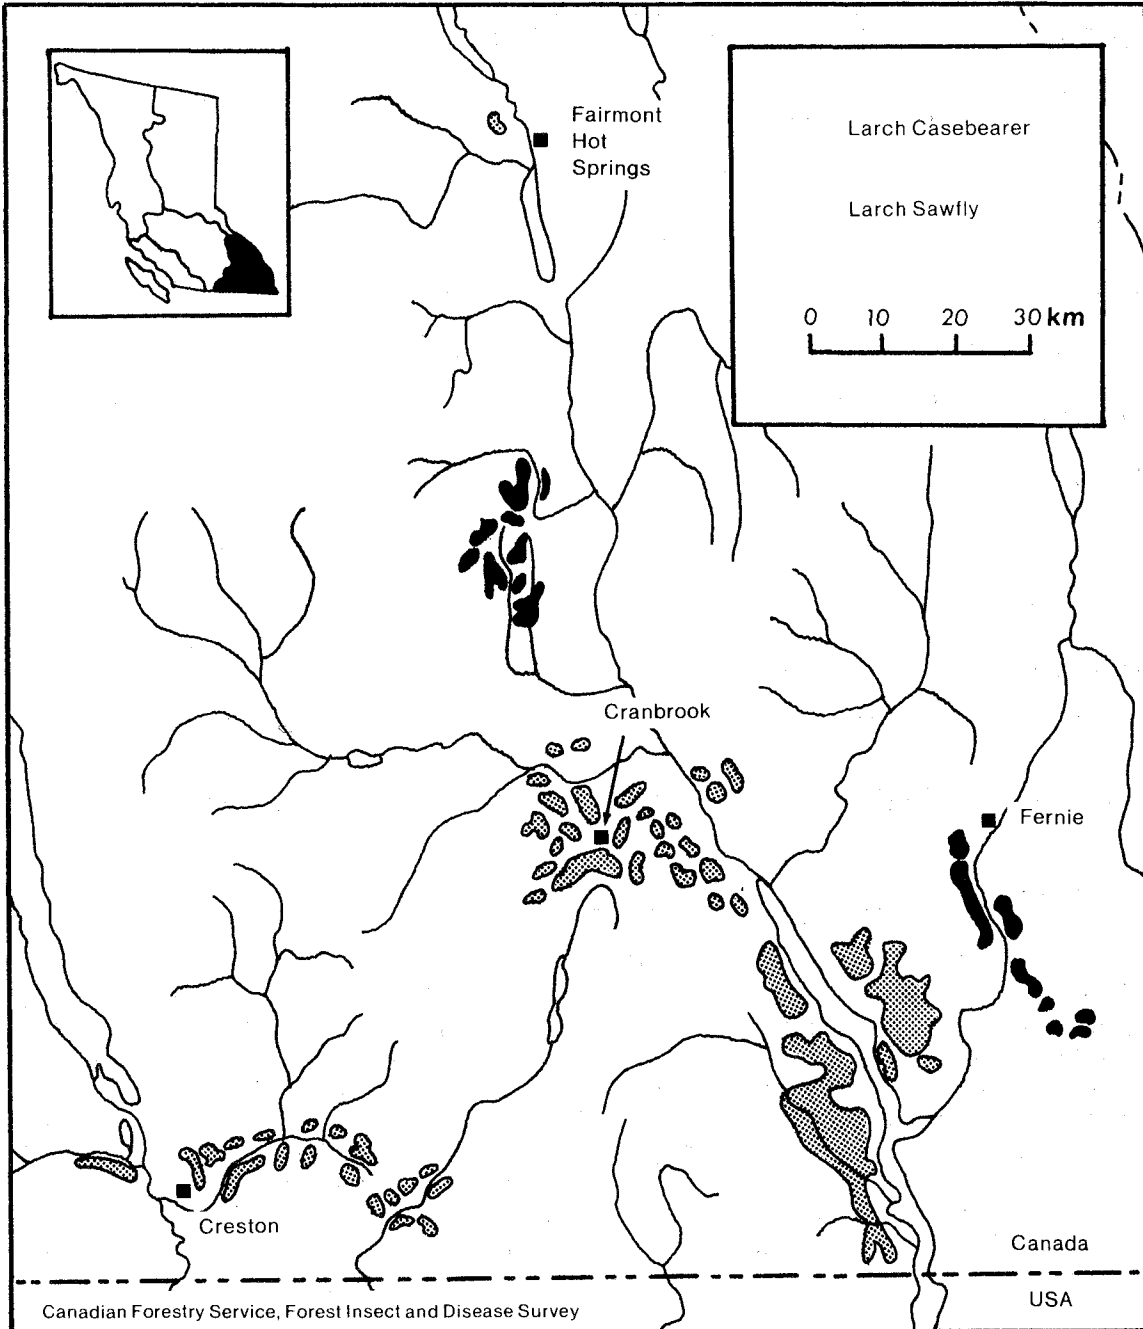 Fairmont
Hot
Springs
Larch Casebearer
Larch Sawfly
0 10 20 30 km
Cranbrook
Fernie
Creston
Canada
USA
Canadian Forestry Service, Forest Insect and Disease Survey